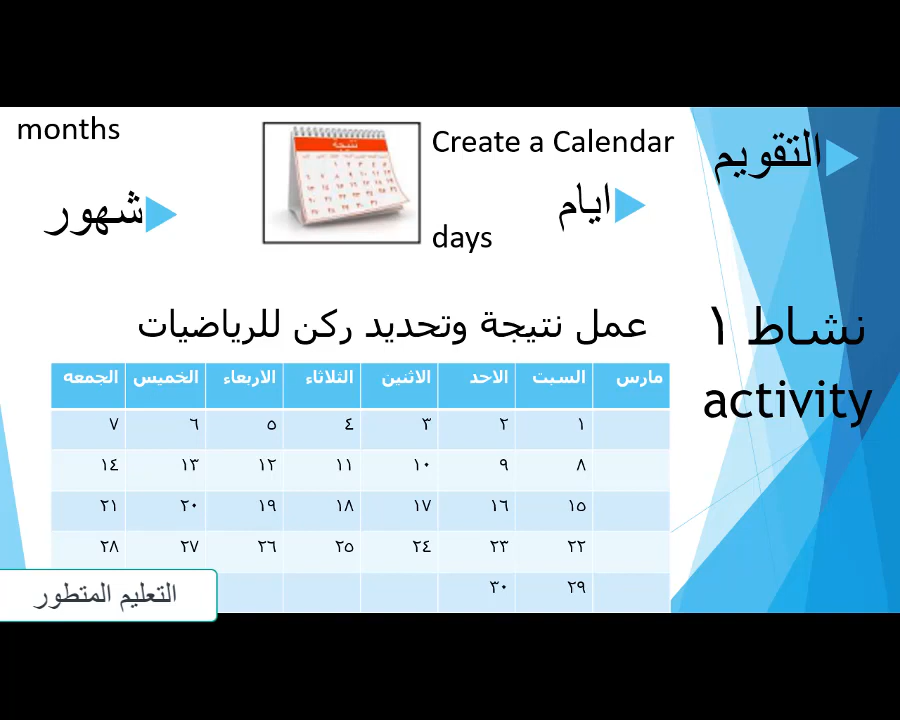 التقويم
Create a Calendar
months
ايام
days
شهور
نتيجة
نشاط ١
activity
عمل نتيجة وتحديد ركن للرياضيات
مارس السبت الاحد الاثنين الثلاثاء الاربعاء الخميس الجمعه
١ ٢ ٣ ٤ ٥ ٦ ٧
٨ ٩ ١٠ ١١ ١٢ ١٣ ١٤
١٥ ١٦ ١٧ ١٨ ١٩ ٢٠ ٢١
٢٢ ٢٣ ٢٤ ٢٥ ٢٦ ٢٧ ٢٨
٢٩ ٣٠
التعليم المتطور